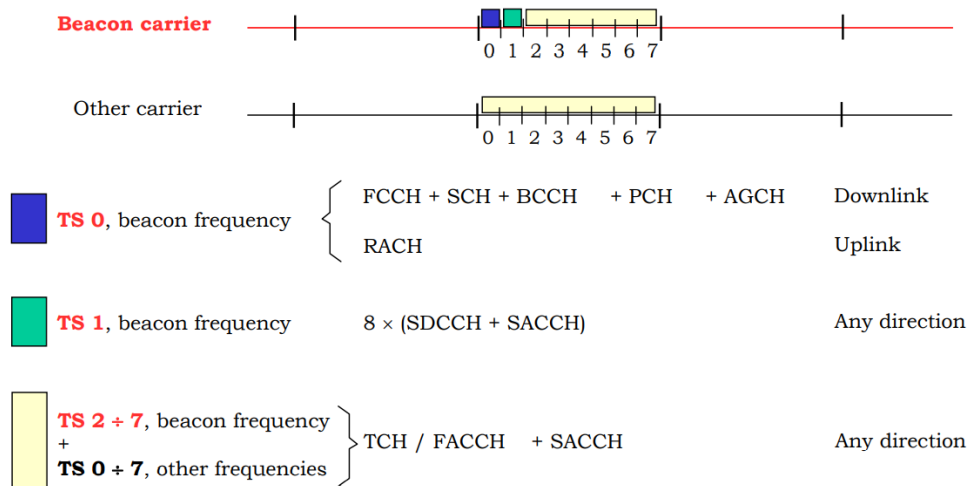 Beacon carrier
0 1 2 3 4 5 6 7
Other carrier
0 1 2 3 4 5 6 7
TS 0, beacon frequency
FCCH + SCH + BCCH + PCH + AGCH Downlink
RACH Uplink
TS 1, beacon frequency 8 × (SDCCH + SACCH) Any direction
TS 2 ÷ 7, beacon frequency
+
TS 0 ÷ 7, other frequencies
TCH / FACCH + SACCH Any direction